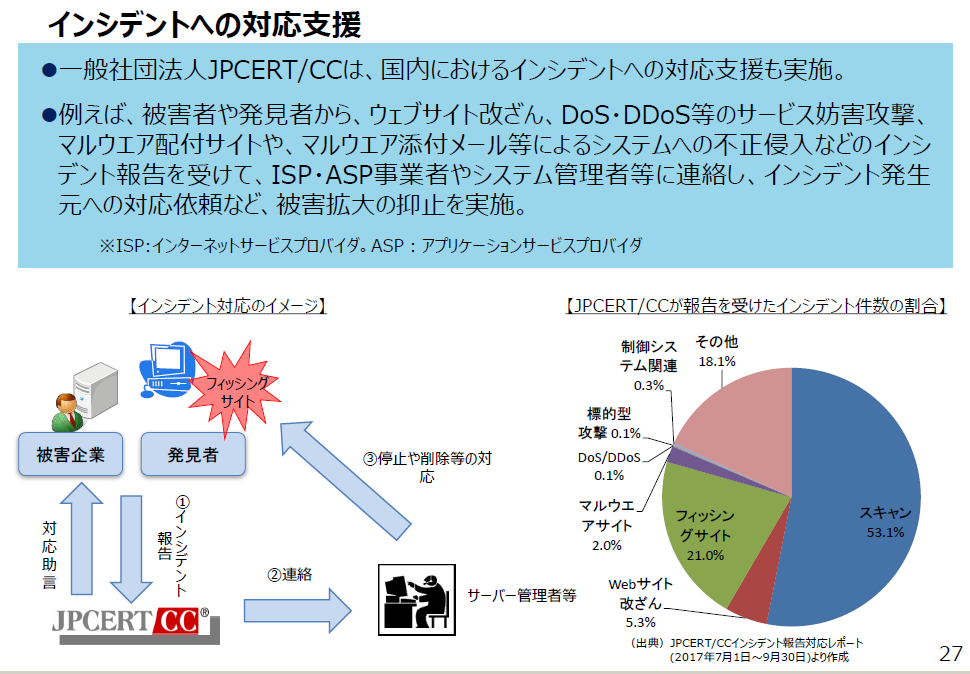 インシデントへの対応支援
●一般社団法人JPCERT/CCは、国内におけるインシデントへの対応支援も実施。
●例えば、被害者や発見者から、ウェブサイト改ざん、DoS・DDoS等のサービス妨害攻撃、
マルウエア配付サイトや、マルウエア添付メール等によるシステムへの不正侵入などのインシ
デント報告を受けて、ISP・ASP事業者やシステム管理者等に連絡し、インシデント発生
元への対応依頼など、被害拡大の抑止を実施。
※ISP:インターネットサービスプロバイダ。ASP：アプリケーションサービスプロバイダ
【インシデント対応のイメージ】
フィッシング
サイト
被害企業
発見者
③停止や削除等の対
応
対応助言
①インシデント
報告
②連絡
JPCERT CC®
サーバー管理者等
【JPCERT/CCが報告を受けたインシデント件数の割合】
制御シス
テム関連
0.3%
その他
18.1%
標的型
攻撃 0.1%
DoS/DDoS
0.1%
マルウエ
アサイト
2.0%
フィッシン
グサイト
21.0%
スキャン
53.1%
Webサイト
改ざん
5.3%
（出典）JPCERT/CCインシデント報告対応レポート
(2017年7月1日～9月30日)より作成
27